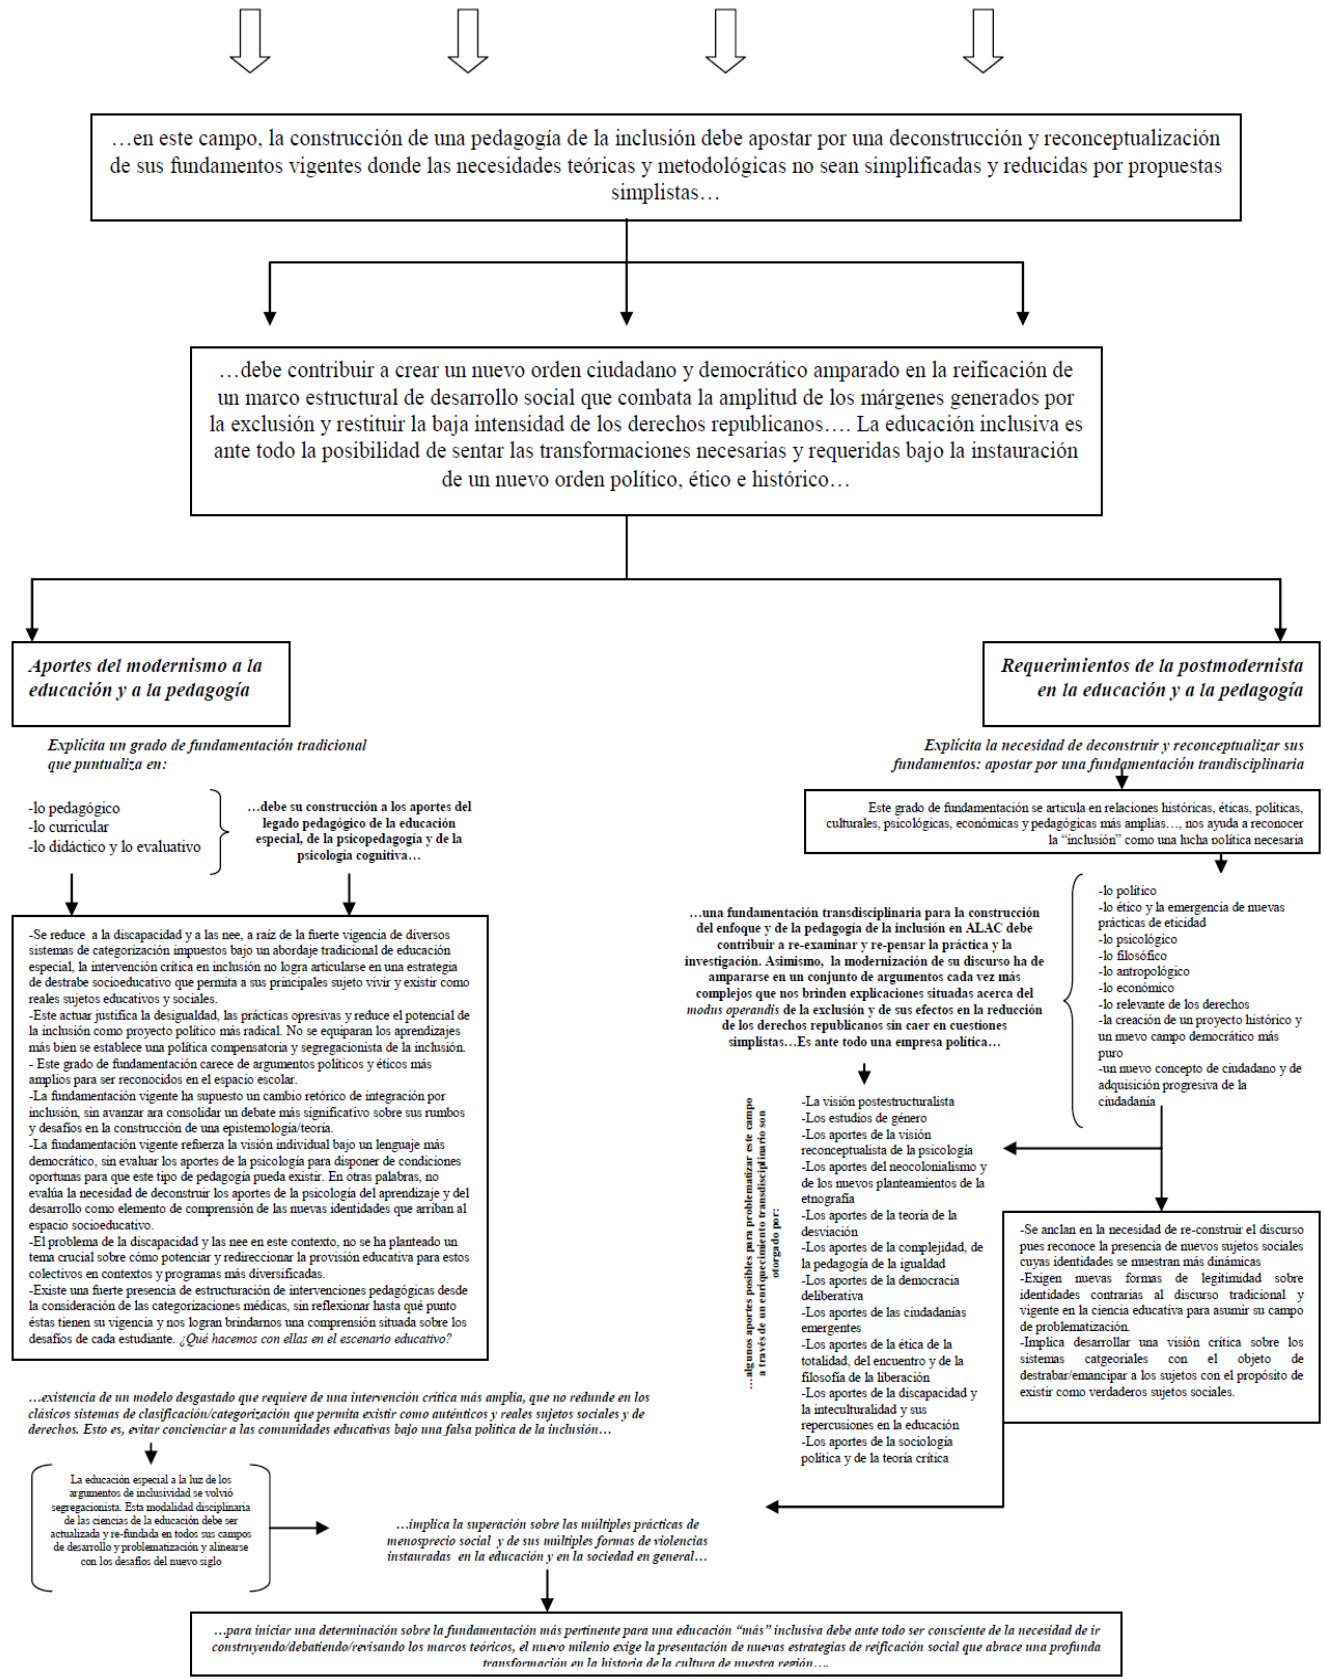 …en este campo, la construcción de una pedagogía de la inclusión debe apostar por una deconstrucción y reconceptualización
de sus fundamentos vigentes donde las necesidades teóricas y metodológicas no sean simplificadas y reducidas por propuestas
simplistas…
…debe contribuir a crear un nuevo orden ciudadano y democrático amparado en la reificación de
un marco estructural de desarrollo social que combata la amplitud de los márgenes generados por
la exclusión y restituir la baja intensidad de los derechos republicanos…. La educación inclusiva es
ante todo la posibilidad de sentar las transformaciones necesarias y requeridas bajo la instauración
de un nuevo orden político, ético e histórico…
Aportes del modernismo a la
educación y a la pedagogía
Explícita un grado de fundamentación tradicional
que puntualiza en:
-lo pedagógico
-lo curricular
-lo didáctico y lo evaluativo
…debe su construcción a los aportes del
legado pedagógico de la educación
especial, de la psicopedagogía y de la
psicología cognitiva…
-Se reduce a la discapacidad y a las nee, a raíz de la fuerte vigencia de diversos
sistemas de categorización impuestos bajo un abordaje tradicional de educación
especial, la intervención crítica en inclusión no logra articularse en una estrategia
de destrabe socioeducativo que permita a sus principales sujeto vivir y existir como
reales sujetos educativos y sociales.
-Este actuar justifica la desigualdad, las prácticas opresivas y reduce el potencial de
la inclusión como proyecto político más radical. No se equiparan los aprendizajes
más bien se establece una política compensatoria y segregacionista de la inclusión.
- Este grado de fundamentación carece de argumentos políticos y éticos más
amplios para ser reconocidos en el espacio escolar.
-La fundamentación vigente ha supuesto un cambio retórico de integración por
inclusión, sin avanzar ara consolidar un debate más significativo sobre sus rumbos
y desafíos en la construcción de una epistemología/teoría.
-La fundamentación vigente refuerza la visión individual bajo un lenguaje más
democrático, sin evaluar los aportes de la psicología para disponer de condiciones
oportunas para que este tipo de pedagogía pueda existir. En otras palabras, no
evalúa la necesidad de deconstruir los aportes de la psicología del aprendizaje y del
desarrollo como elemento de comprensión de las nuevas identidades que arriban al
espacio socioeducativo.
-El problema de la discapacidad y las nee en este contexto, no se ha planteado un
tema crucial sobre cómo potenciar y redireccionar la provisión educativa para estos
colectivos en contextos y programas más diversificadas.
-Existe una fuerte presencia de estructuración de intervenciones pedagógicas desde
la consideración de las categorizaciones médicas, sin reflexionar hasta qué punto
éstas tienen su vigencia y nos logran brindarnos una comprensión situada sobre los
desafíos de cada estudiante. ¿Qué hacemos con ellas en el escenario educativo?
…existencia de un modelo desgastado que requiere de una intervención crítica más amplia, que no redunde en los
clásicos sistemas de clasificación/categorización que permita existir como auténticos y reales sujetos sociales y de
derechos. Esto es, evitar concienciar a las comunidades educativas bajo una falsa política de la inclusión…
La educación especial a la luz de los
argumentos de inclusividad se volvió
segregacionista. Esta modalidad disciplinaria
de las ciencias de la educación debe ser
actualizada y re-fundada en todos sus campos
de desarrollo y problematización y alinearse
con los desafíos del nuevo siglo
Requerimientos de la postmodernista
en la educación y a la pedagogía
Explícita la necesidad de deconstruir y reconceptualizar sus
fundamentos: apostar por una fundamentación trandisciplinaria
Este grado de fundamentación se articula en relaciones históricas, éticas, políticas,
culturales, psicológicas, económicas y pedagógicas más amplias…, nos ayuda a reconocer
la “inclusión” como una lucha política necesaria
…una fundamentación transdisciplinaria para la construcción
del enfoque y de la pedagogía de la inclusión en ALAC debe
contribuir a re-examinar y re-pensar la práctica y la
investigación. Asimismo, la modernización de su discurso ha de
ampararse en un conjunto de argumentos cada vez más
complejos que nos brinden explicaciones situadas acerca del
modus operandis de la exclusión y de sus efectos en la reducción
de los derechos republicanos sin caer en cuestiones
simplistas…Es ante todo una empresa política…
-lo político
-lo ético y la emergencia de nuevas
prácticas de eticidad
-lo psicológico
-lo filosófico
-lo antropológico
-lo económico
-lo relevante de los derechos
-la creación de un proyecto histórico y
un nuevo campo democrático más
puro
-un nuevo concepto de ciudadano y de
adquisición progresiva de la
ciudadanía
…algunos aportes posibles para problematizar este campo
a través de un enriquecimiento transdisciplinario son
otorgado por:
-La visión postestructuralista
-Los estudios de género
-Los aportes de la visión
reconceptualista de la psicología
-Los aportes del neocolonialismo y
de los nuevos planteamientos de la
etnografía
-Los aportes de la teoría de la
desviación
-Los aportes de la complejidad, de
la pedagogía de la igualdad
-Los aportes de la democracia
deliberativa
-Los aportes de las ciudadanías
emergentes
-Los aportes de la ética de la
totalidad, del encuentro y de la
filosofía de la liberación
-Los aportes de la discapacidad y
la inteculturalidad y sus
repercusiones en la educación
-Los aportes de la sociología
política y de la teoría crítica
-Se anclan en la necesidad de re-construir el discurso
pues reconoce la presencia de nuevos sujetos sociales
cuyas identidades se muestran más dinámicas
-Exigen nuevas formas de legitimidad sobre
identidades contrarias al discurso tradicional y
vigente en la ciencia educativa para asumir su campo
de problematización.
-Implica desarrollar una visión crítica sobre los
sistemas catgeoriales con el objeto de
destrabar/emancipar a los sujetos con el propósito de
existir como verdaderos sujetos sociales.
…implica la superación sobre las múltiples prácticas de
menosprecio social y de sus múltiples formas de violencias
instauradas en la educación y en la sociedad en general…
…para iniciar una determinación sobre la fundamentación más pertinente para una educación “más” inclusiva debe ante todo ser consciente de la necesidad de ir
construyendo/debatiendo/revisando los marcos teóricos, el nuevo milenio exige la presentación de nuevas estrategias de reificación social que abrace una profunda
transformación en la historia de la cultura de nuestra región….